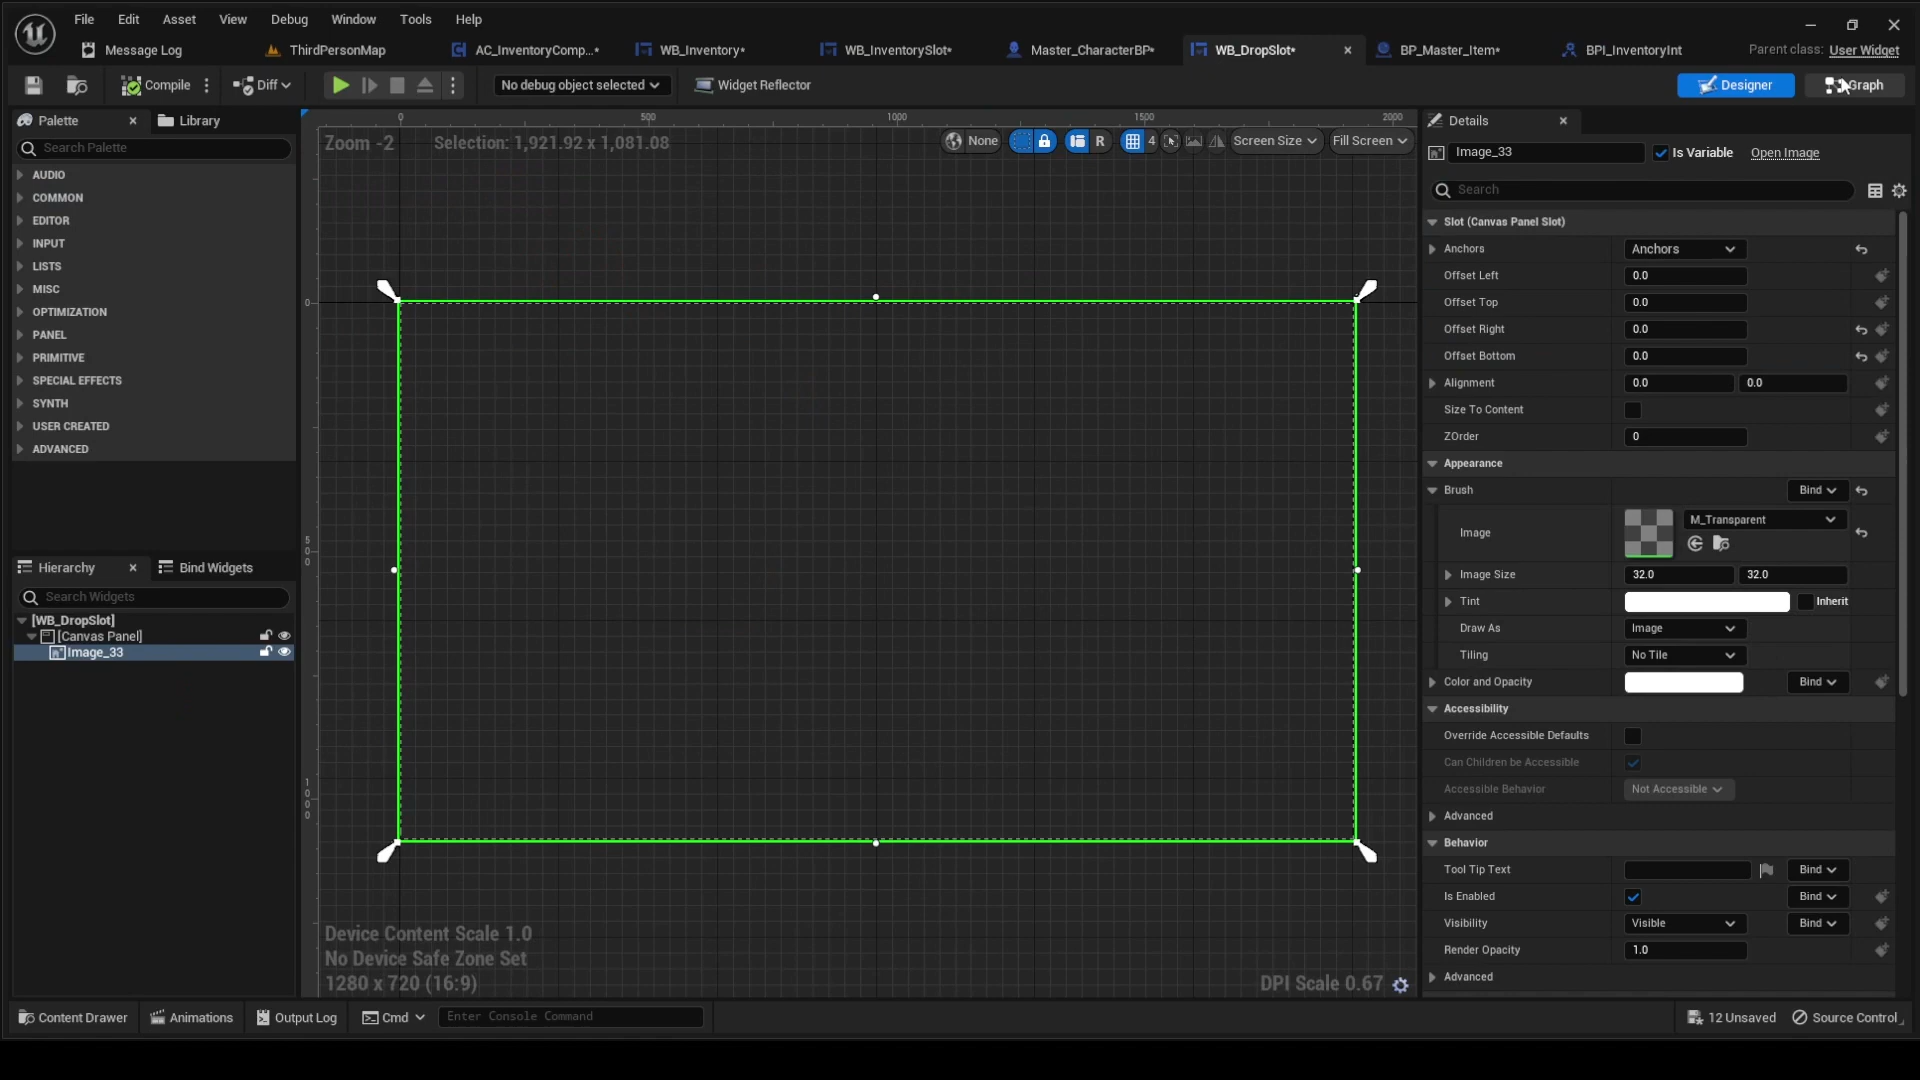 File Edit Asset View Debug Window Tools Help
Message Log ThirdPersonMap AC_InventoryComp...* WB_Inventory* WB_InventorySlot* Master_CharacterBP* WB_DropSlot* BP_Master_Item* BPI_InventoryInt Parent class: User Widget
Compile Diff No debug object selected Widget Reflector Designer Graph
Palette Library
Search Palette
AUDIO
COMMON
EDITOR
INPUT
LISTS
MISC
OPTIMIZATION
PANEL
PRIMITIVE
SPECIAL EFFECTS
SYNTH
USER CREATED
ADVANCED
Hierarchy Bind Widgets
Search Widgets
[WB_DropSlot]
[Canvas Panel]
Image_33
0 500 1000 1500 2000
Zoom -2 Selection: 1,921.92 x 1,081.08 None R 4 Screen Size Fill Screen
0
500
1000
Device Content Scale 1.0
No Device Safe Zone Set
1280 x 720 (16:9) DPI Scale 0.67
Details
Image_33 Is Variable Open Image
Search
Slot (Canvas Panel Slot)
Anchors Anchors
Offset Left 0.0
Offset Top 0.0
Offset Right 0.0
Offset Bottom 0.0
Alignment 0.0 0.0
Size To Content
ZOrder 0
Appearance
Brush Bind
Image M_Transparent
Image Size 32.0 32.0
Tint Inherit
Draw As Image
Tiling No Tile
Color and Opacity Bind
Accessibility
Override Accessible Defaults
Can Children be Accessible
Accessible Behavior Not Accessible
Advanced
Behavior
Tool Tip Text Bind
Is Enabled Bind
Visibility Visible Bind
Render Opacity 1.0
Advanced
Content Drawer Animations Output Log Cmd Enter Console Command 12 Unsaved Source Control